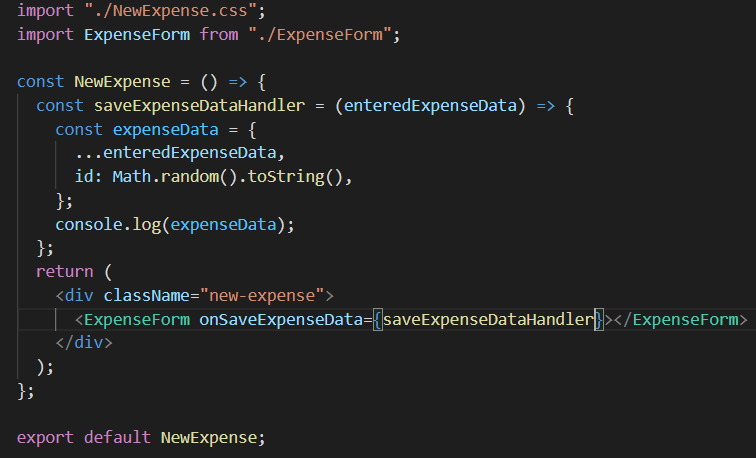 import "./NewExpense.css";
import ExpenseForm from "./ExpenseForm";

const NewExpense = () => {
  const saveExpenseDataHandler = (enteredExpenseData) => {
    const expenseData = {
      ...enteredExpenseData,
      id: Math.random().toString(),
    };
    console.log(expenseData);
  };
  return (
    <div className="new-expense">
      <ExpenseForm onSaveExpenseData={saveExpenseDataHandler}></ExpenseForm>
    </div>
  );
};

export default NewExpense;